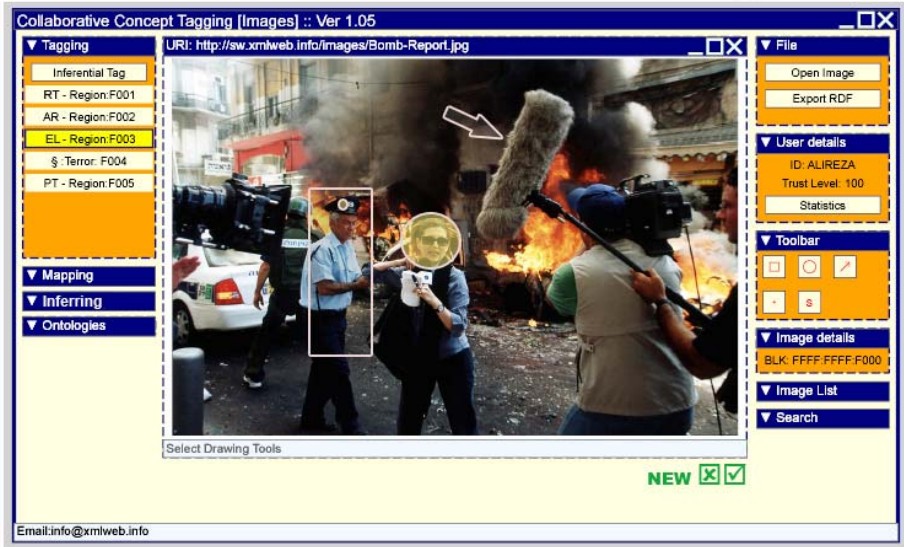 Collaborative Concept Tagging [Images] :: Ver 1.05
▼ Tagging
Inferential Tag
RT - Region:F001
AR - Region:F002
EL - Region:F003
§ :Terror: F004
PT - Region:F005
▼ Mapping
▼ Inferring
▼ Ontologies
URI: http://sw.xmlweb.info/images/Bomb-Report.jpg
Select Drawing Tools
NEW
▼ File
Open Image
Export RDF
▼ User details
ID: ALIREZA
Trust Level: 100
Statistics
▼ Toolbar
S
▼ Image details
BLK: FFFF:FFFF:F000
▼ Image List
▼ Search
Email:info@xmlweb.info